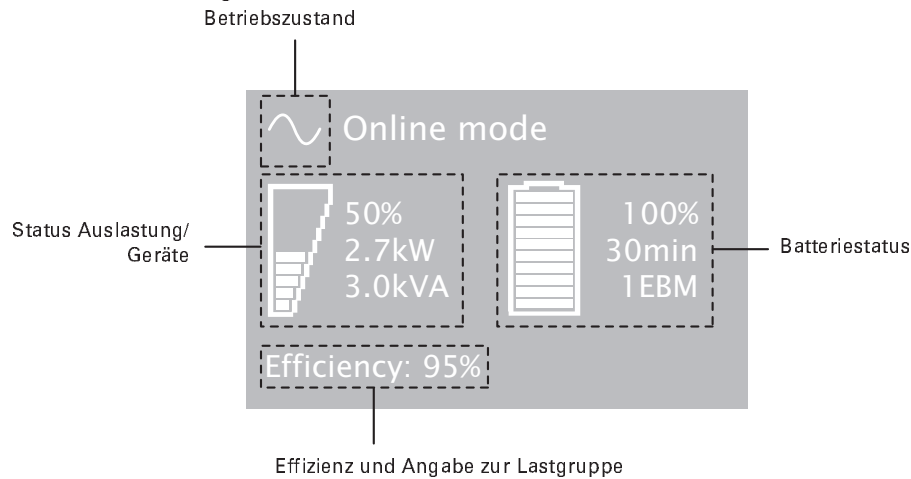 Betriebszustand
Online mode
Status Auslastung/
Geräte
50%
2.7kW
3.0kVA
100%
30min
1EBM
Batteriestatus
Efficiency: 95%
Effizienz und Angabe zur Lastgruppe